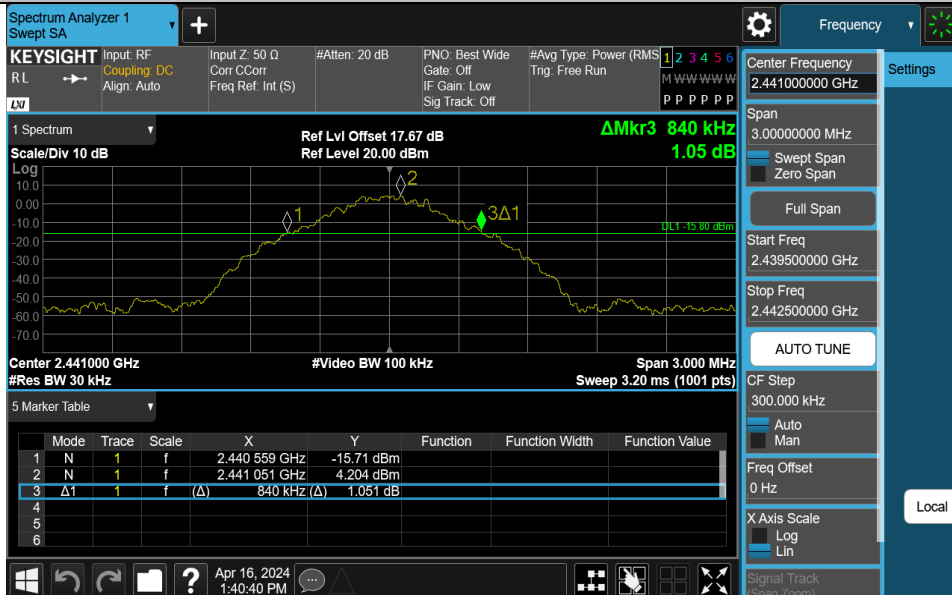 Spectrum Analyzer 1
Swept SA
+
Frequency
KEYSIGHT
RL
LXI
Input: RF
Coupling: DC
Align: Auto
Input Z: 50 Ω
Corr CCorr
Freq Ref: Int (S)
#Atten: 20 dB
PNO: Best Wide
Gate: Off
IF Gain: Low
Sig Track: Off
#Avg Type: Power (RMS
Trig: Free Run
1 2 3 4 5 6
M W W W W W
P P P P P P
1 Spectrum
Scale/Div 10 dB
Ref Lvl Offset 17.67 dB
Ref Level 20.00 dBm
ΔMkr3 840 kHz
1.05 dB
Log
10.0
0.00
-10.0
-20.0
-30.0
-40.0
-50.0
-60.0
-70.0
1
2
3Δ1
DL1 -15.80 dBm
Center 2.441000 GHz
#Video BW 100 kHz
Span 3.000 MHz
#Res BW 30 kHz
Sweep 3.20 ms (1001 pts)
5 Marker Table
Mode Trace Scale X Y Function Function Width Function Value
1 N 1 f 2.440 559 GHz -15.71 dBm
2 N 1 f 2.441 051 GHz 4.204 dBm
3 Δ1 1 f (Δ) 840 kHz (Δ) 1.051 dB
4
5
6
?
Apr 16, 2024
1:40:40 PM
Center Frequency
2.441000000 GHz
Span
3.00000000 MHz
Swept Span
Zero Span
Full Span
Start Freq
2.439500000 GHz
Stop Freq
2.442500000 GHz
AUTO TUNE
CF Step
300.000 kHz
Auto
Man
Freq Offset
0 Hz
X Axis Scale
Log
Lin
Signal Track
(Span Zoom)
Settings
Local